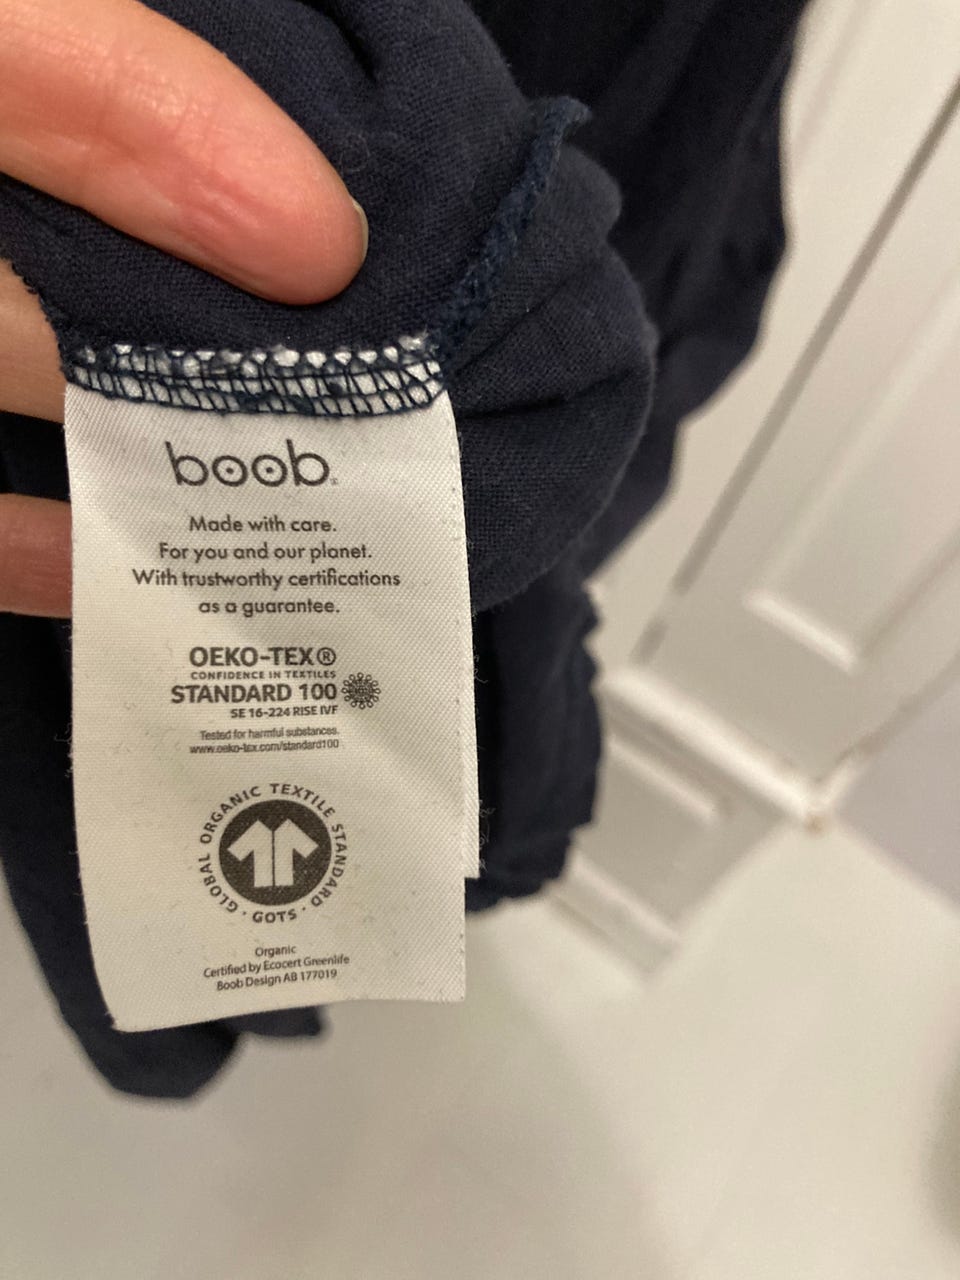 boob
Made with care.
For you and our planet.
With trustworthy certifications
as a guarantee.
OEKO-TEX®
CONFIDENCE IN TEXTILES
STANDARD 100
SE 16-224 RISE IVF
Tested for harmful substances.
www.oeko-tex.com/standard100
GLOBAL ORGANIC TEXTILE STANDARD · GOTS ·
Organic
Certified by Ecocert Greenlife
Boob Design AB 177019